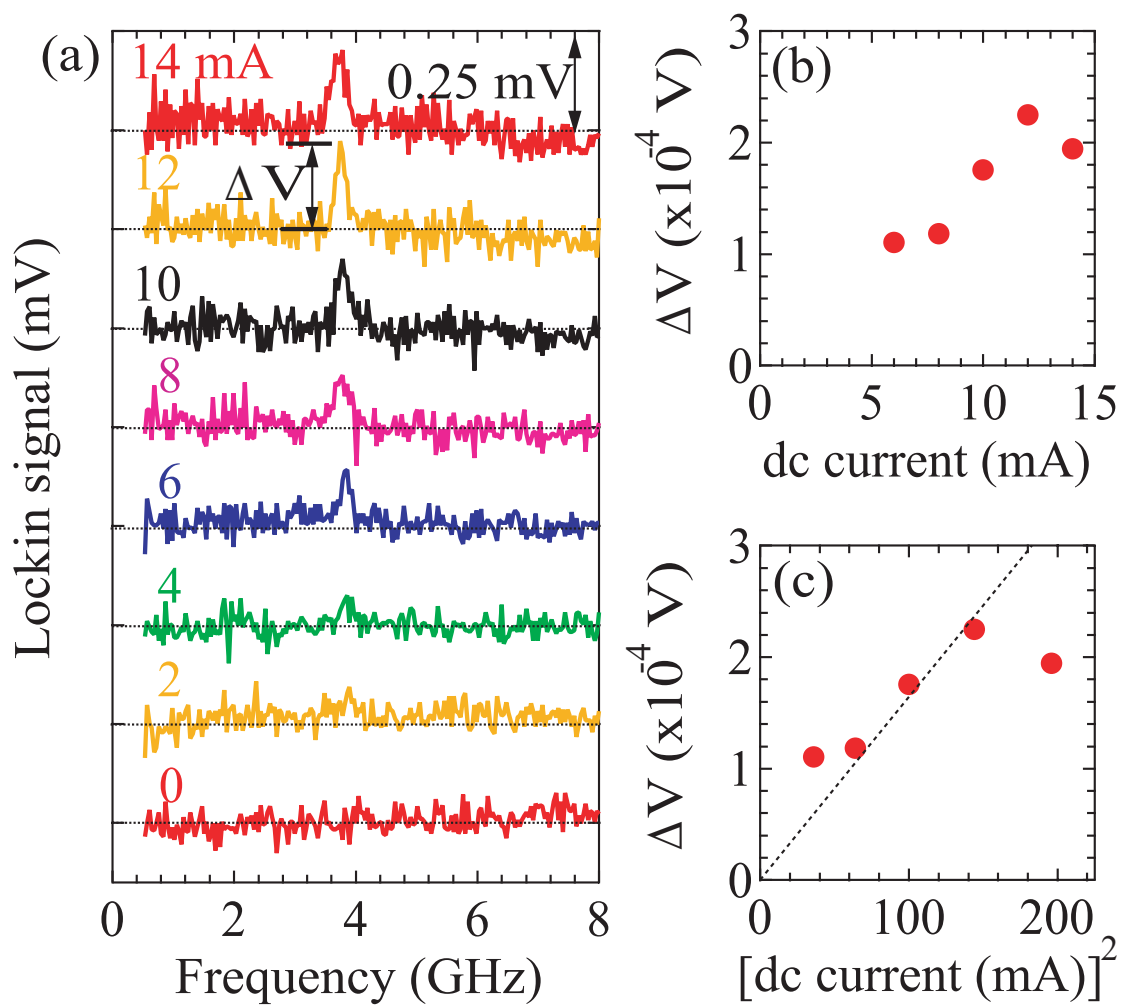 (a)
14 mA
0.25 mV
12
Δ V
10
8
6
4
2
0
Lockin signal (mV)
0 2 4 6 8
Frequency (GHz)
(b)
3
2
1
0
ΔV (x10⁻⁴ V)
0 5 10 15
dc current (mA)
(c)
3
2
1
0
ΔV (x10⁻⁴ V)
0 100 200
[dc current (mA)]²